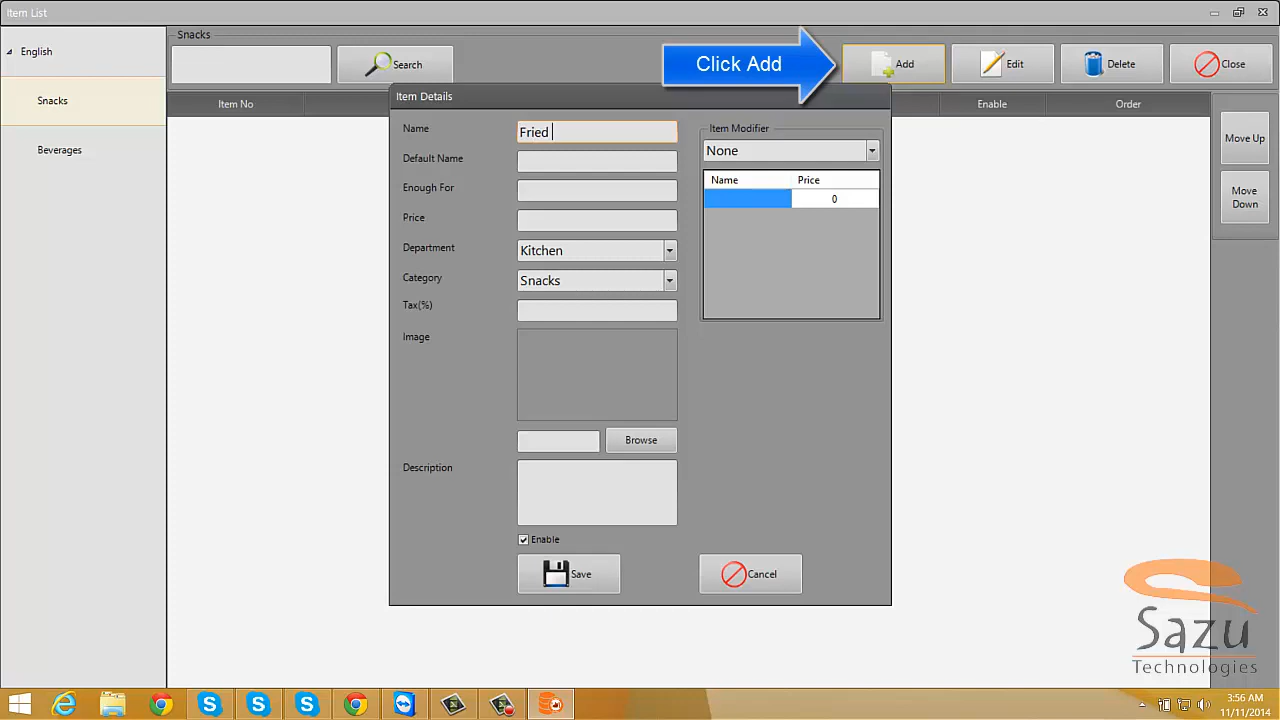 Item List
English
Snacks
Beverages
Snacks
Search
Click Add
Add
Edit
Delete
Close
Item No
Enable
Order
Move Up
Move
Down
Item Details
Name
Fried
Default Name
Enough For
Price
Department
Kitchen
Category
Snacks
Tax(%)
Image
Browse
Description
Enable
Save
Cancel
Item Modifier
None
Name
Price
0
Sazu
Technologies
3:56 AM
11/11/2014